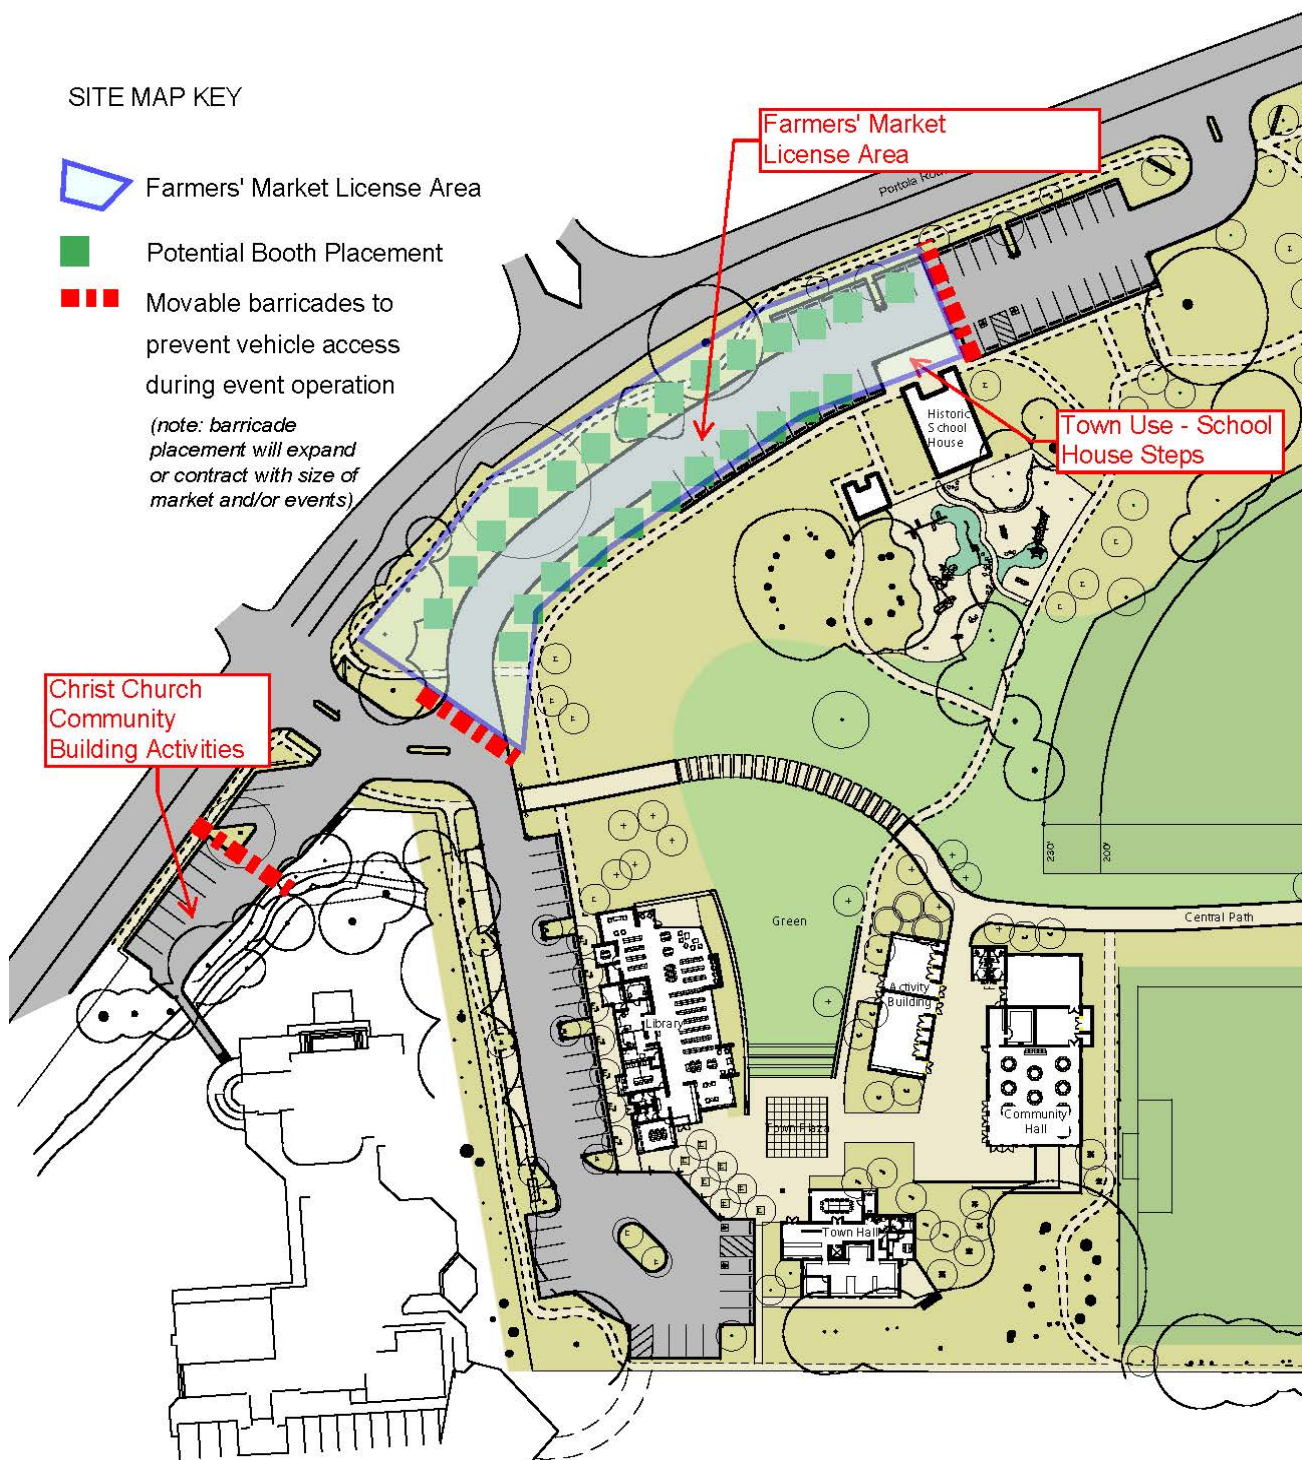 SITE MAP KEY
Farmers' Market License Area
Potential Booth Placement
Movable barricades to
prevent vehicle access
during event operation
(note: barricade
placement will expand
or contract with size of
market and/or events)
Farmers' Market
License Area
Portola
Historic
School
House
Town Use - School
House Steps
Christ Church
Community
Building Activities
230'
200'
Central Path
Green
Activity
Building
Library
Community
Hall
Town Plaza
Town Hall